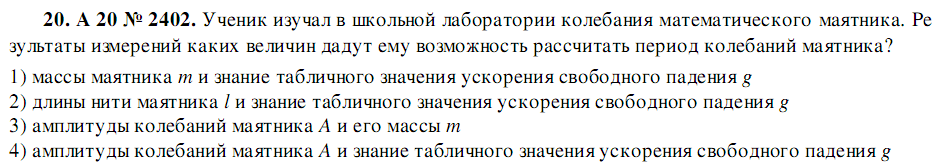 20. А 20 № 2402. Ученик изучал в школьной лаборатории колебания математического маятника. Ре
зультаты измерений каких величин дадут ему возможность рассчитать период колебаний маятника?
1) массы маятника m и знание табличного значения ускорения свободного падения g
2) длины нити маятника l и знание табличного значения ускорения свободного падения g
3) амплитуды колебаний маятника A и его массы m
4) амплитуды колебаний маятника A и знание табличного значения ускорения свободного падения g